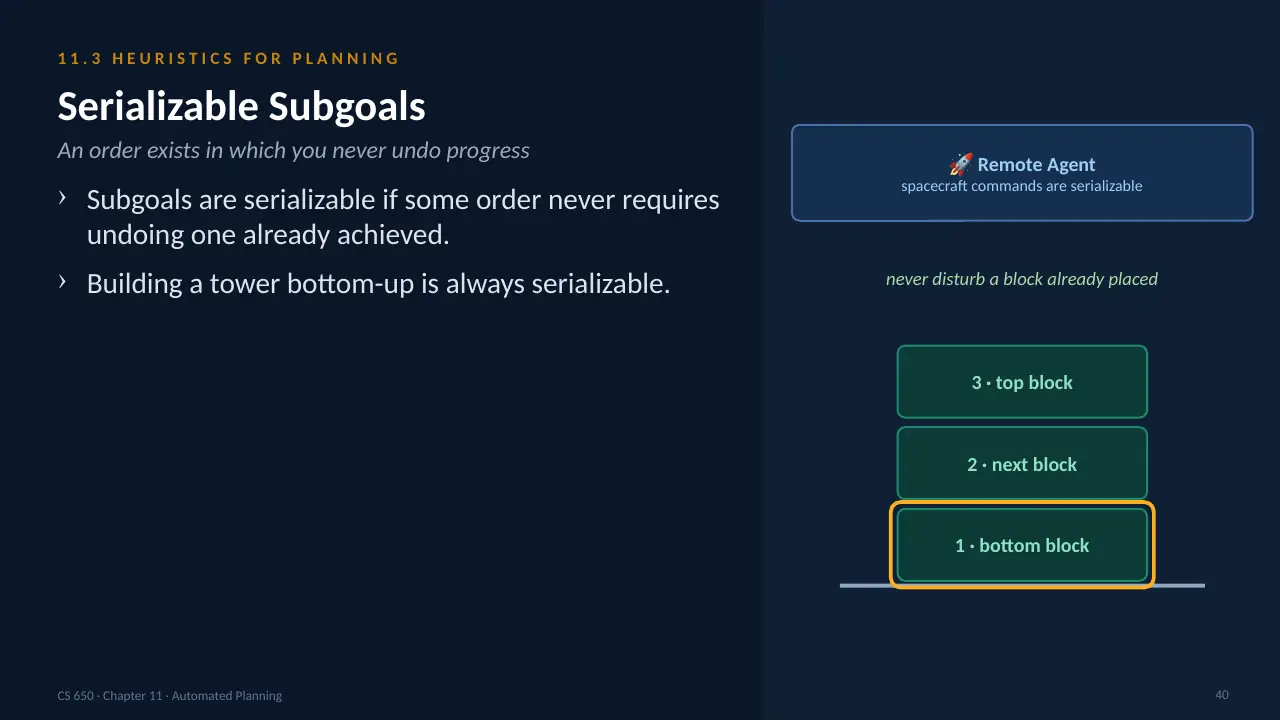 11.3 HEURISTICS FOR PLANNING
Serializable Subgoals
An order exists in which you never undo progress
› Subgoals are serializable if some order never requires
undoing one already achieved.
› Building a tower bottom-up is always serializable.
🚀 Remote Agent
spacecraft commands are serializable
never disturb a block already placed
3 · top block
2 · next block
1 · bottom block
CS 650 · Chapter 11 · Automated Planning
40